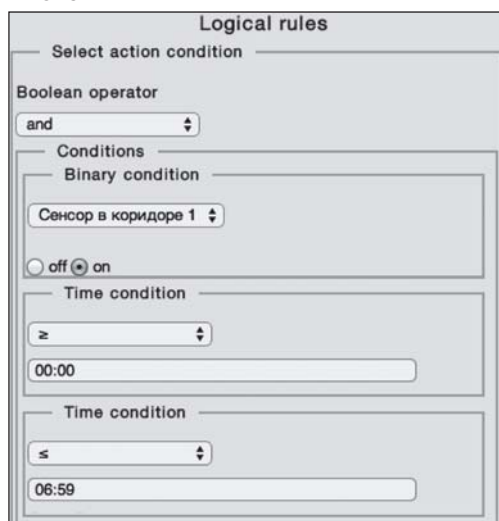 Logical rules
Select action condition
Boolean operator
and
Conditions
Binary condition
Сенсор в коридоре 1
off on
Time condition
≥
00:00
Time condition
≤
06:59